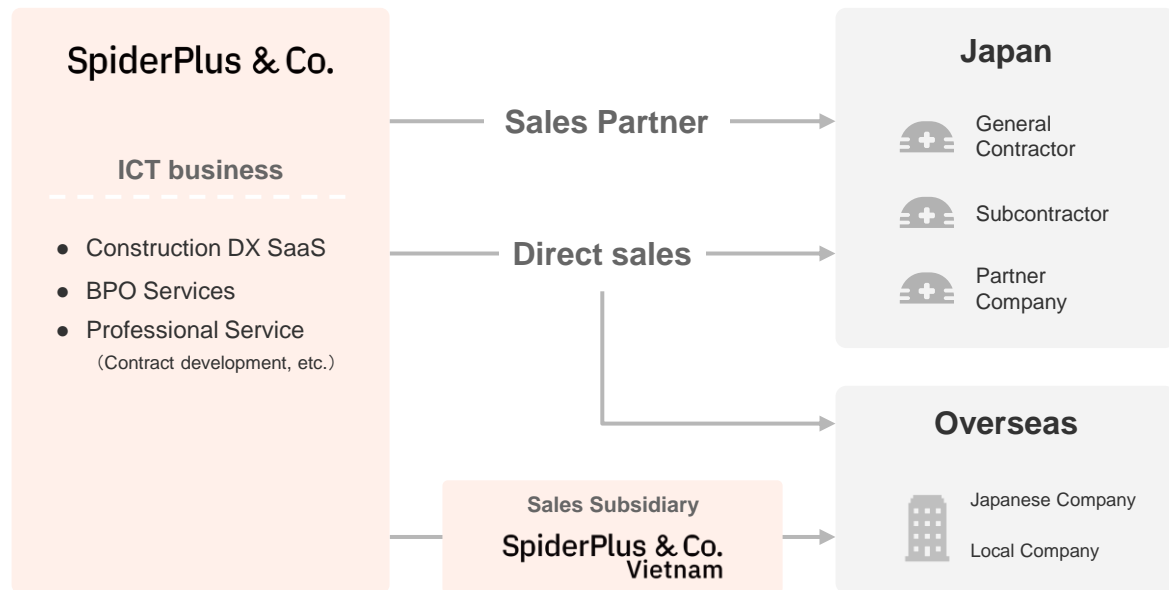 SpiderPlus & Co.
ICT business
● Construction DX SaaS
● BPO Services
● Professional Service
（Contract development, etc.）
Sales Partner
Direct sales
Sales Subsidiary
SpiderPlus & Co.
Vietnam
Japan
General
Contractor
Subcontractor
Partner
Company
Overseas
Japanese Company
Local Company